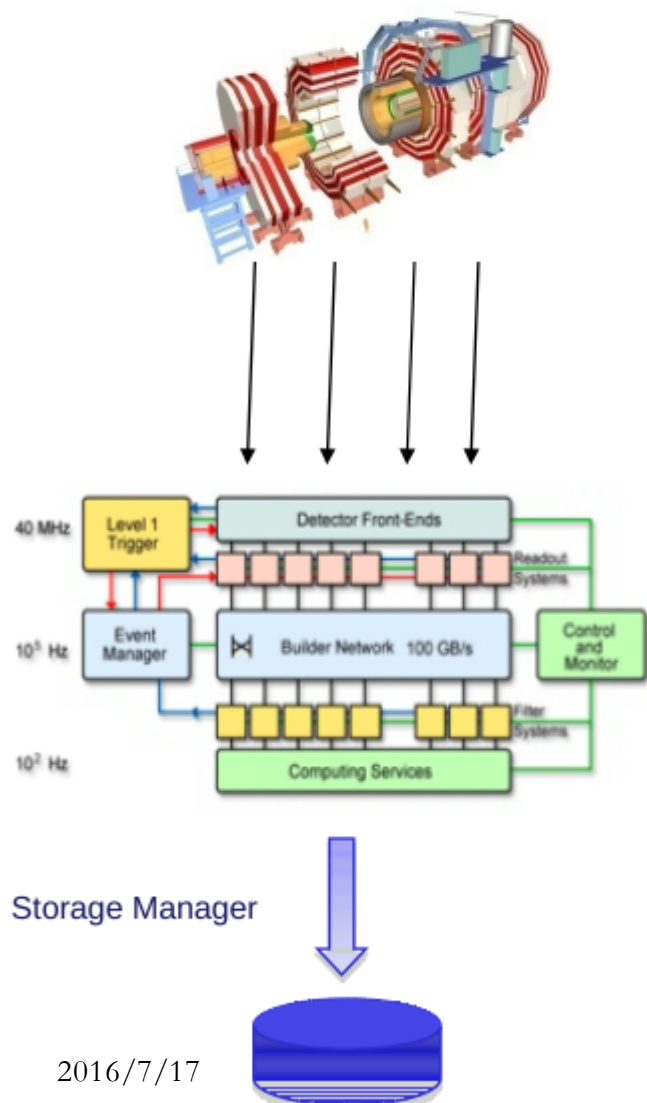 40 MHz
Level 1
Trigger
Detector Front-Ends
Readout
Systems
10⁵ Hz
Event
Manager
Builder Network 100 GB/s
Control
and
Monitor
Filter
Systems
10² Hz
Computing Services
Storage Manager
2016/7/17